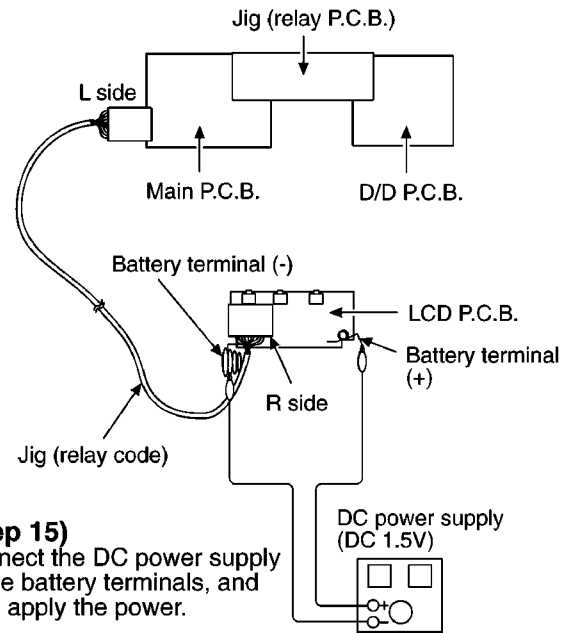 Jig (relay P.C.B.)
L side
Main P.C.B.
D/D P.C.B.
Battery terminal (-)
LCD P.C.B.
Battery terminal
(+)
R side
Jig (relay code)
DC power supply
(DC 1.5V)
+
−
ep 15)
nect the DC power supply
e battery terminals, and
apply the power.